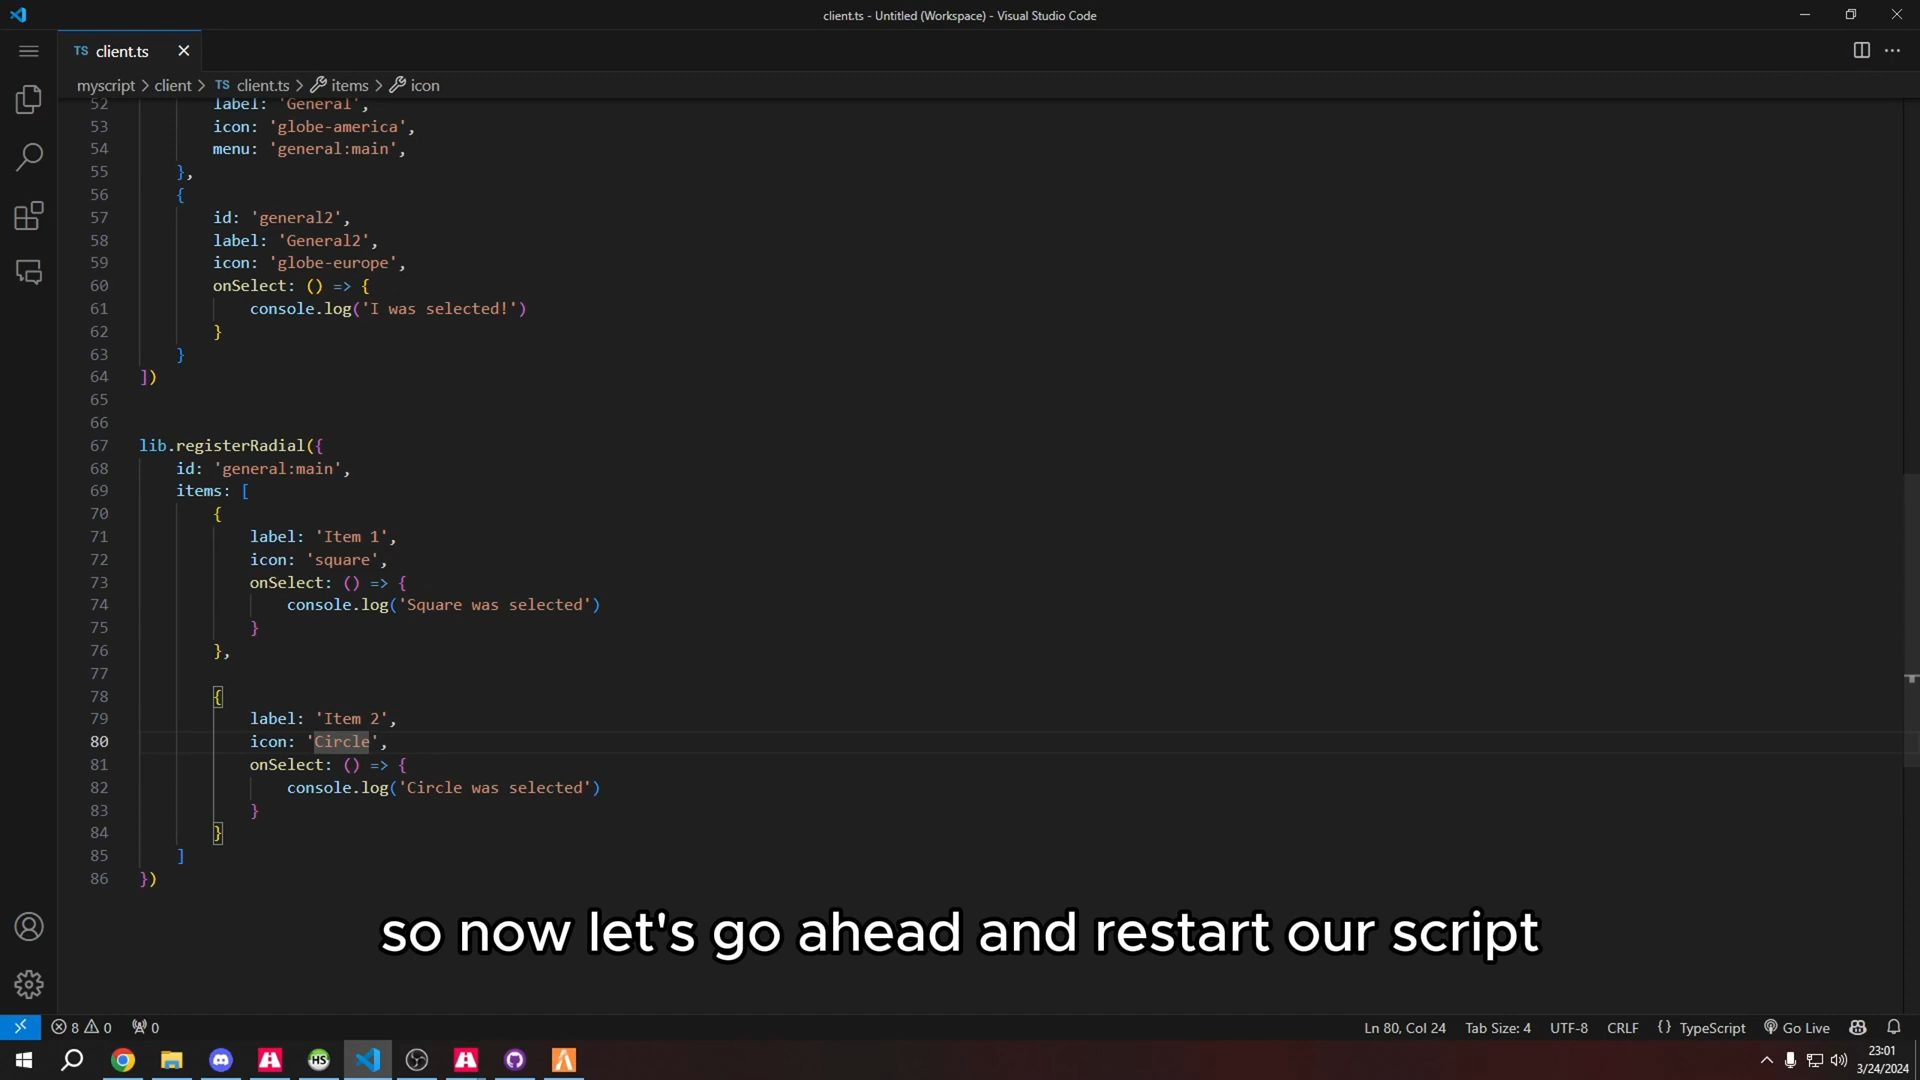 client.ts - Untitled (Workspace) - Visual Studio Code
TS client.ts
myscript > client > TS client.ts > items > icon
52 label: 'General',
53 icon: 'globe-america',
54 menu: 'general:main',
55 },
56 {
57 id: 'general2',
58 label: 'General2',
59 icon: 'globe-europe',
60 onSelect: () => {
61 console.log('I was selected!')
62 }
63 }
64 ])
65
66
67 lib.registerRadial({
68 id: 'general:main',
69 items: [
70 {
71 label: 'Item 1',
72 icon: 'square',
73 onSelect: () => {
74 console.log('Square was selected')
75 }
76 },
77
78 {
79 label: 'Item 2',
80 icon: 'Circle',
81 onSelect: () => {
82 console.log('Circle was selected')
83 }
84 }
85 ]
86 })
so now let's go ahead and restart our script
8 0 0 Ln 80, Col 24 Tab Size: 4 UTF-8 CRLF {} TypeScript Go Live
HS
23:01
3/24/2024